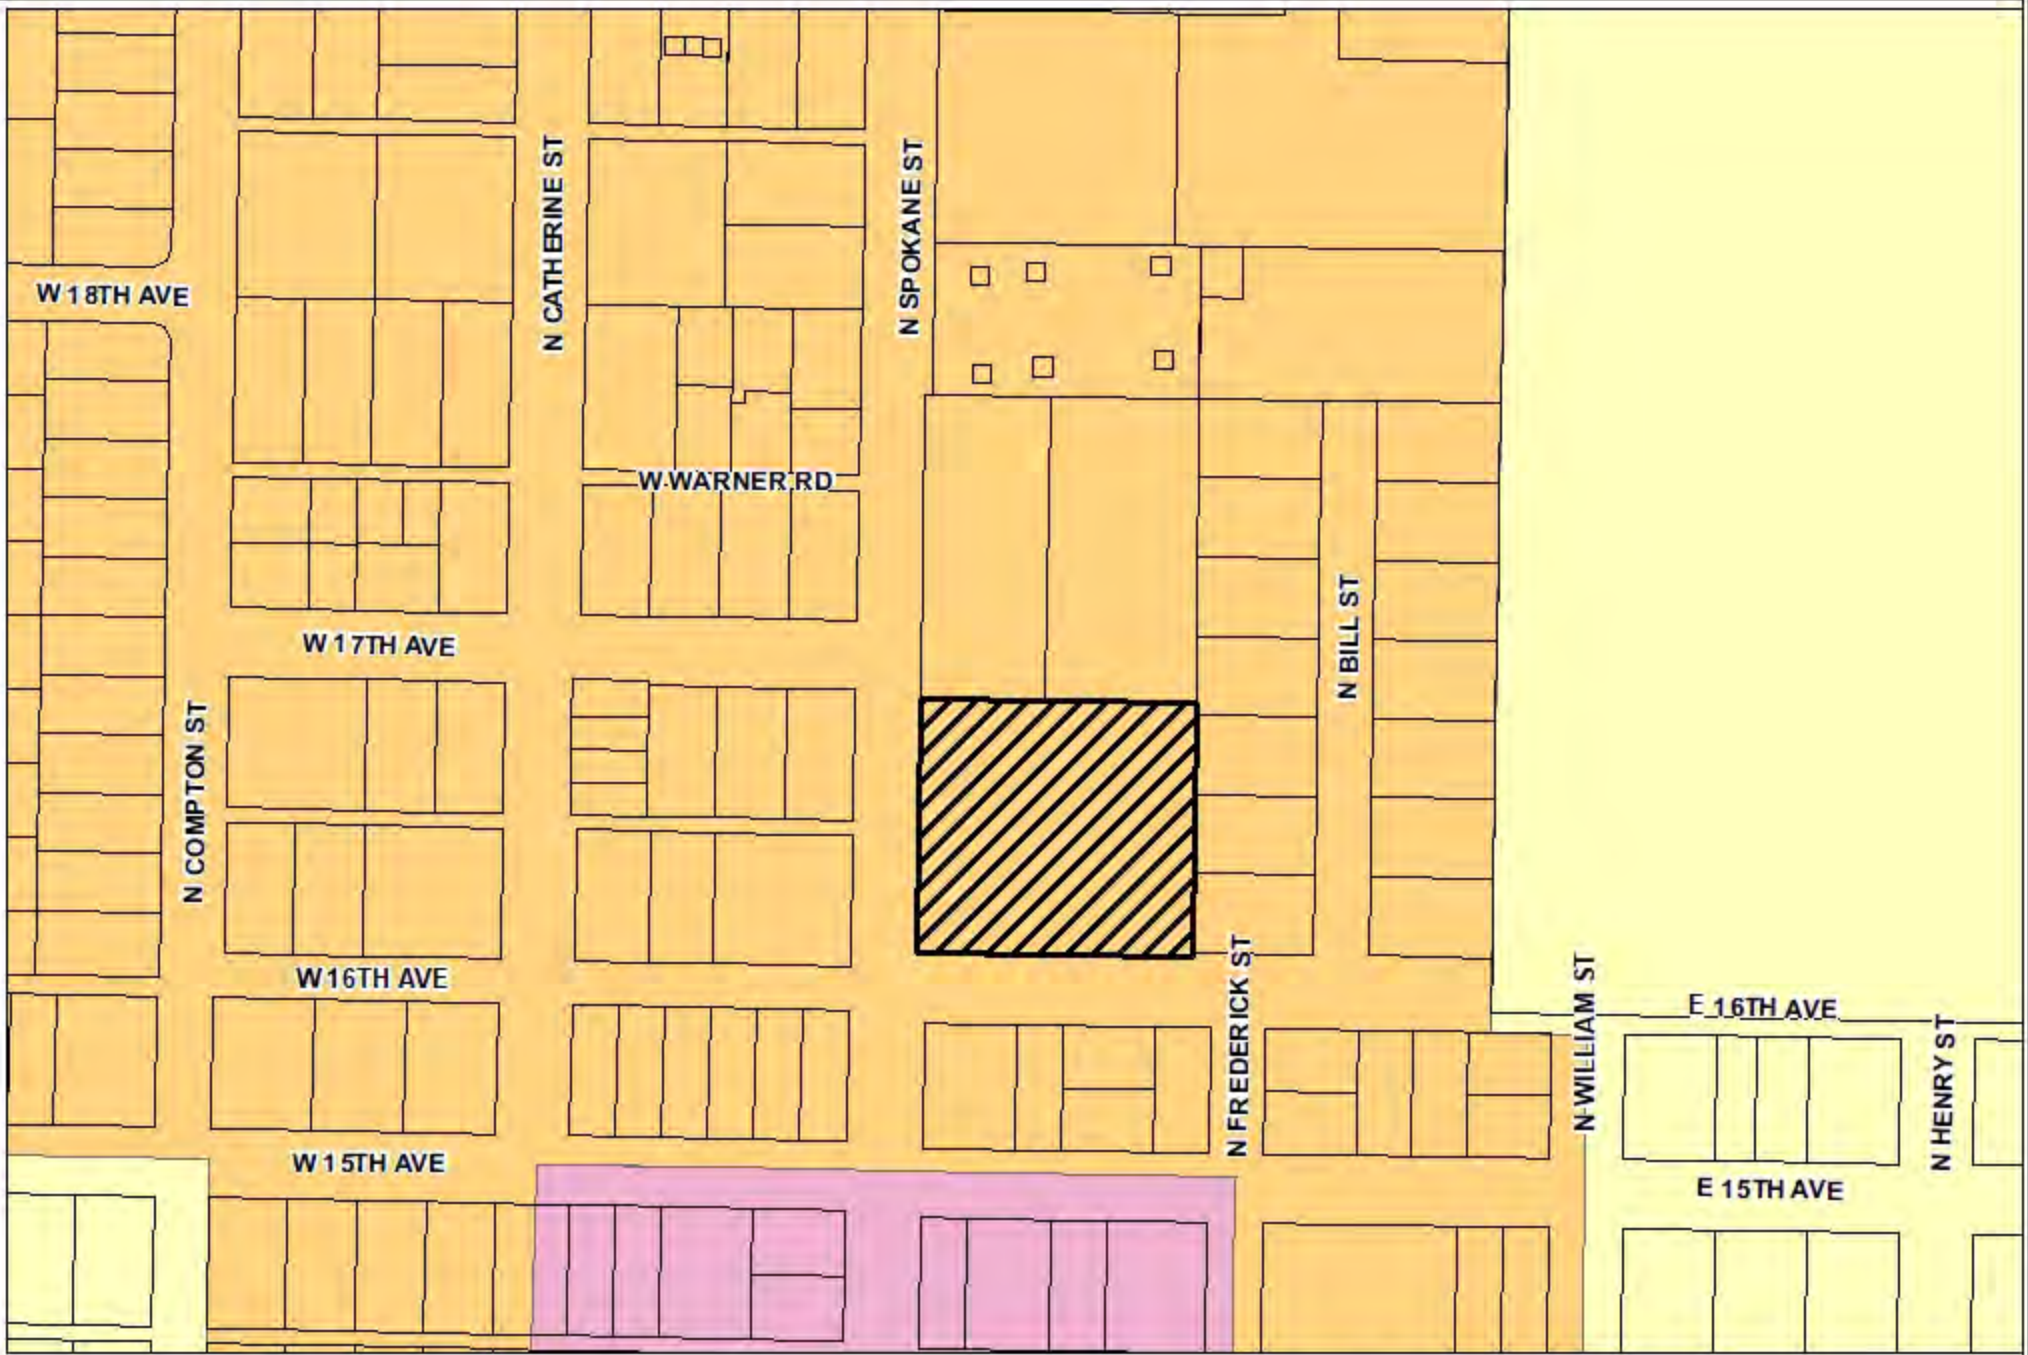 N CATHERINE ST
N SPOKANE ST
W 18TH AVE
W WARNER RD
N BILL ST
W 17TH AVE
N COMPTON ST
W 16TH AVE
N FREDERICK ST
N WILLIAM ST
E 16TH AVE
N HENRY ST
W 15TH AVE
E 15TH AVE